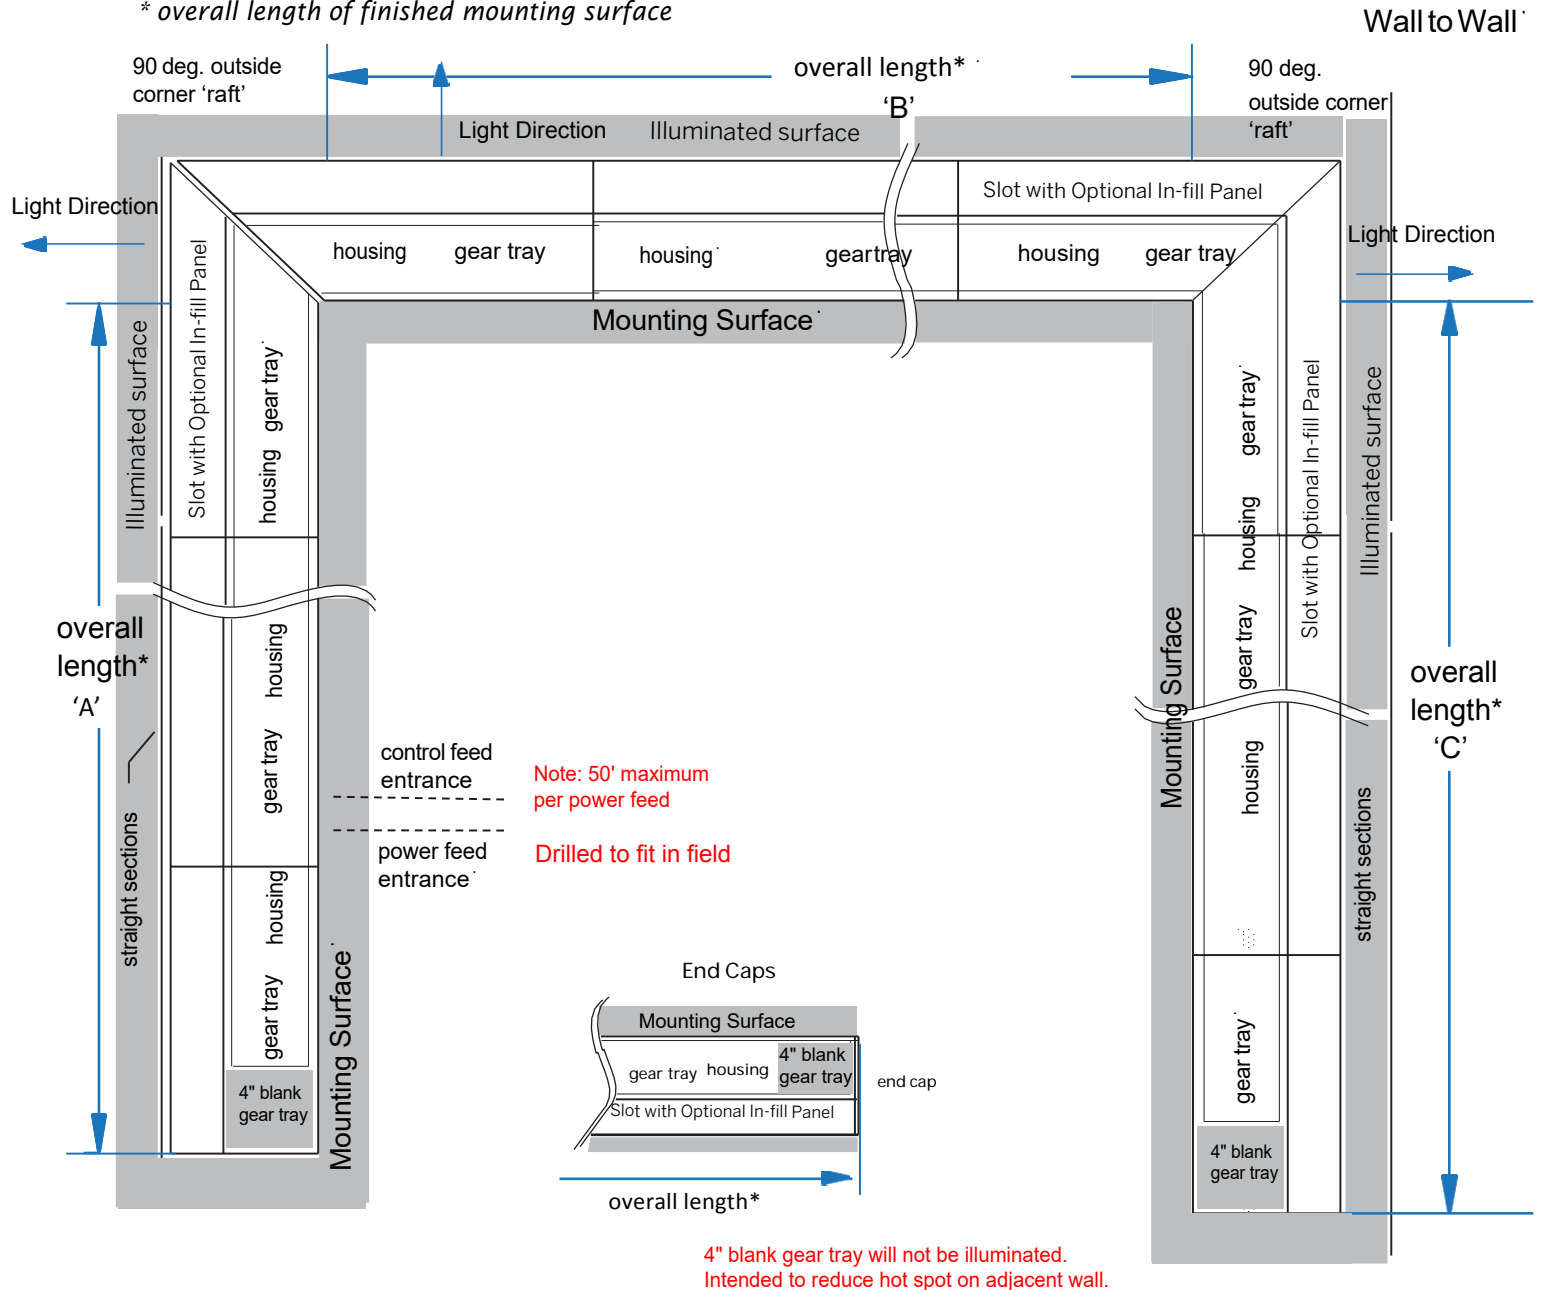 * overall length of finished mounting surface
Wall to Wall
90 deg. outside
corner ‘raft’
overall length*
‘B’
90 deg.
outside corner
‘raft’
Light Direction
Illuminated surface
Slot with Optional In-fill Panel
Light Direction
Light Direction
housing
gear tray
housing
geartray
housing
gear tray
Mounting Surface
Illuminated surface
Slot with Optional In-fill Panel
housing
gear tray
overall
length*
‘A’
straight sections
gear tray
housing
gear tray
housing
4" blank
gear tray
Mounting Surface
control feed
entrance
Note: 50' maximum
per power feed
power feed
entrance
Drilled to fit in field
End Caps
Mounting Surface
4" blank
gear tray
gear tray
housing
end cap
Slot with Optional In-fill Panel
overall length*
4" blank gear tray will not be illuminated.
Intended to reduce hot spot on adjacent wall.
Mounting Surface
gear tray
housing
Slot with Optional In-fill Panel
Illuminated surface
gear tray
housing
gear tray
4" blank
gear tray
straight sections
overall
length*
‘C’